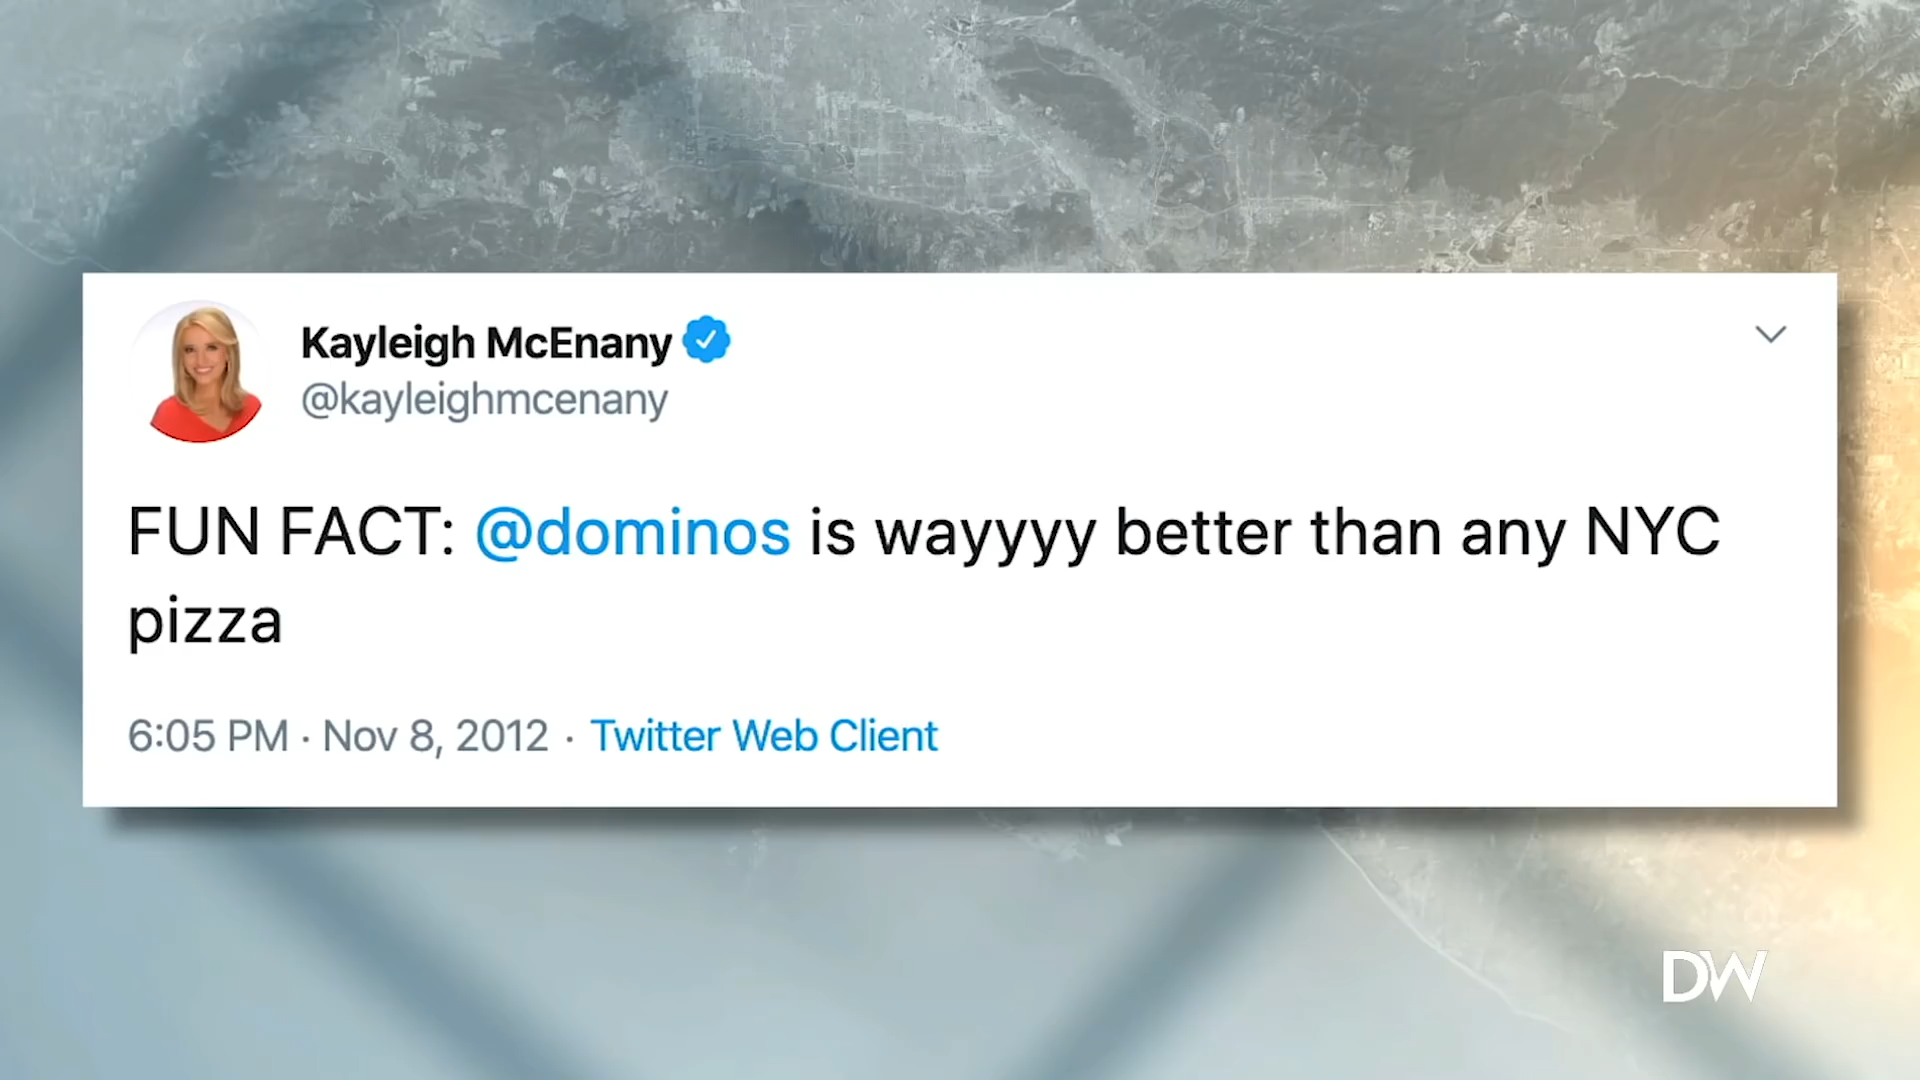 Kayleigh McEnany
@kayleighmcenany
FUN FACT: @dominos is wayyyy better than any NYC
pizza
6:05 PM · Nov 8, 2012 · Twitter Web Client
DW